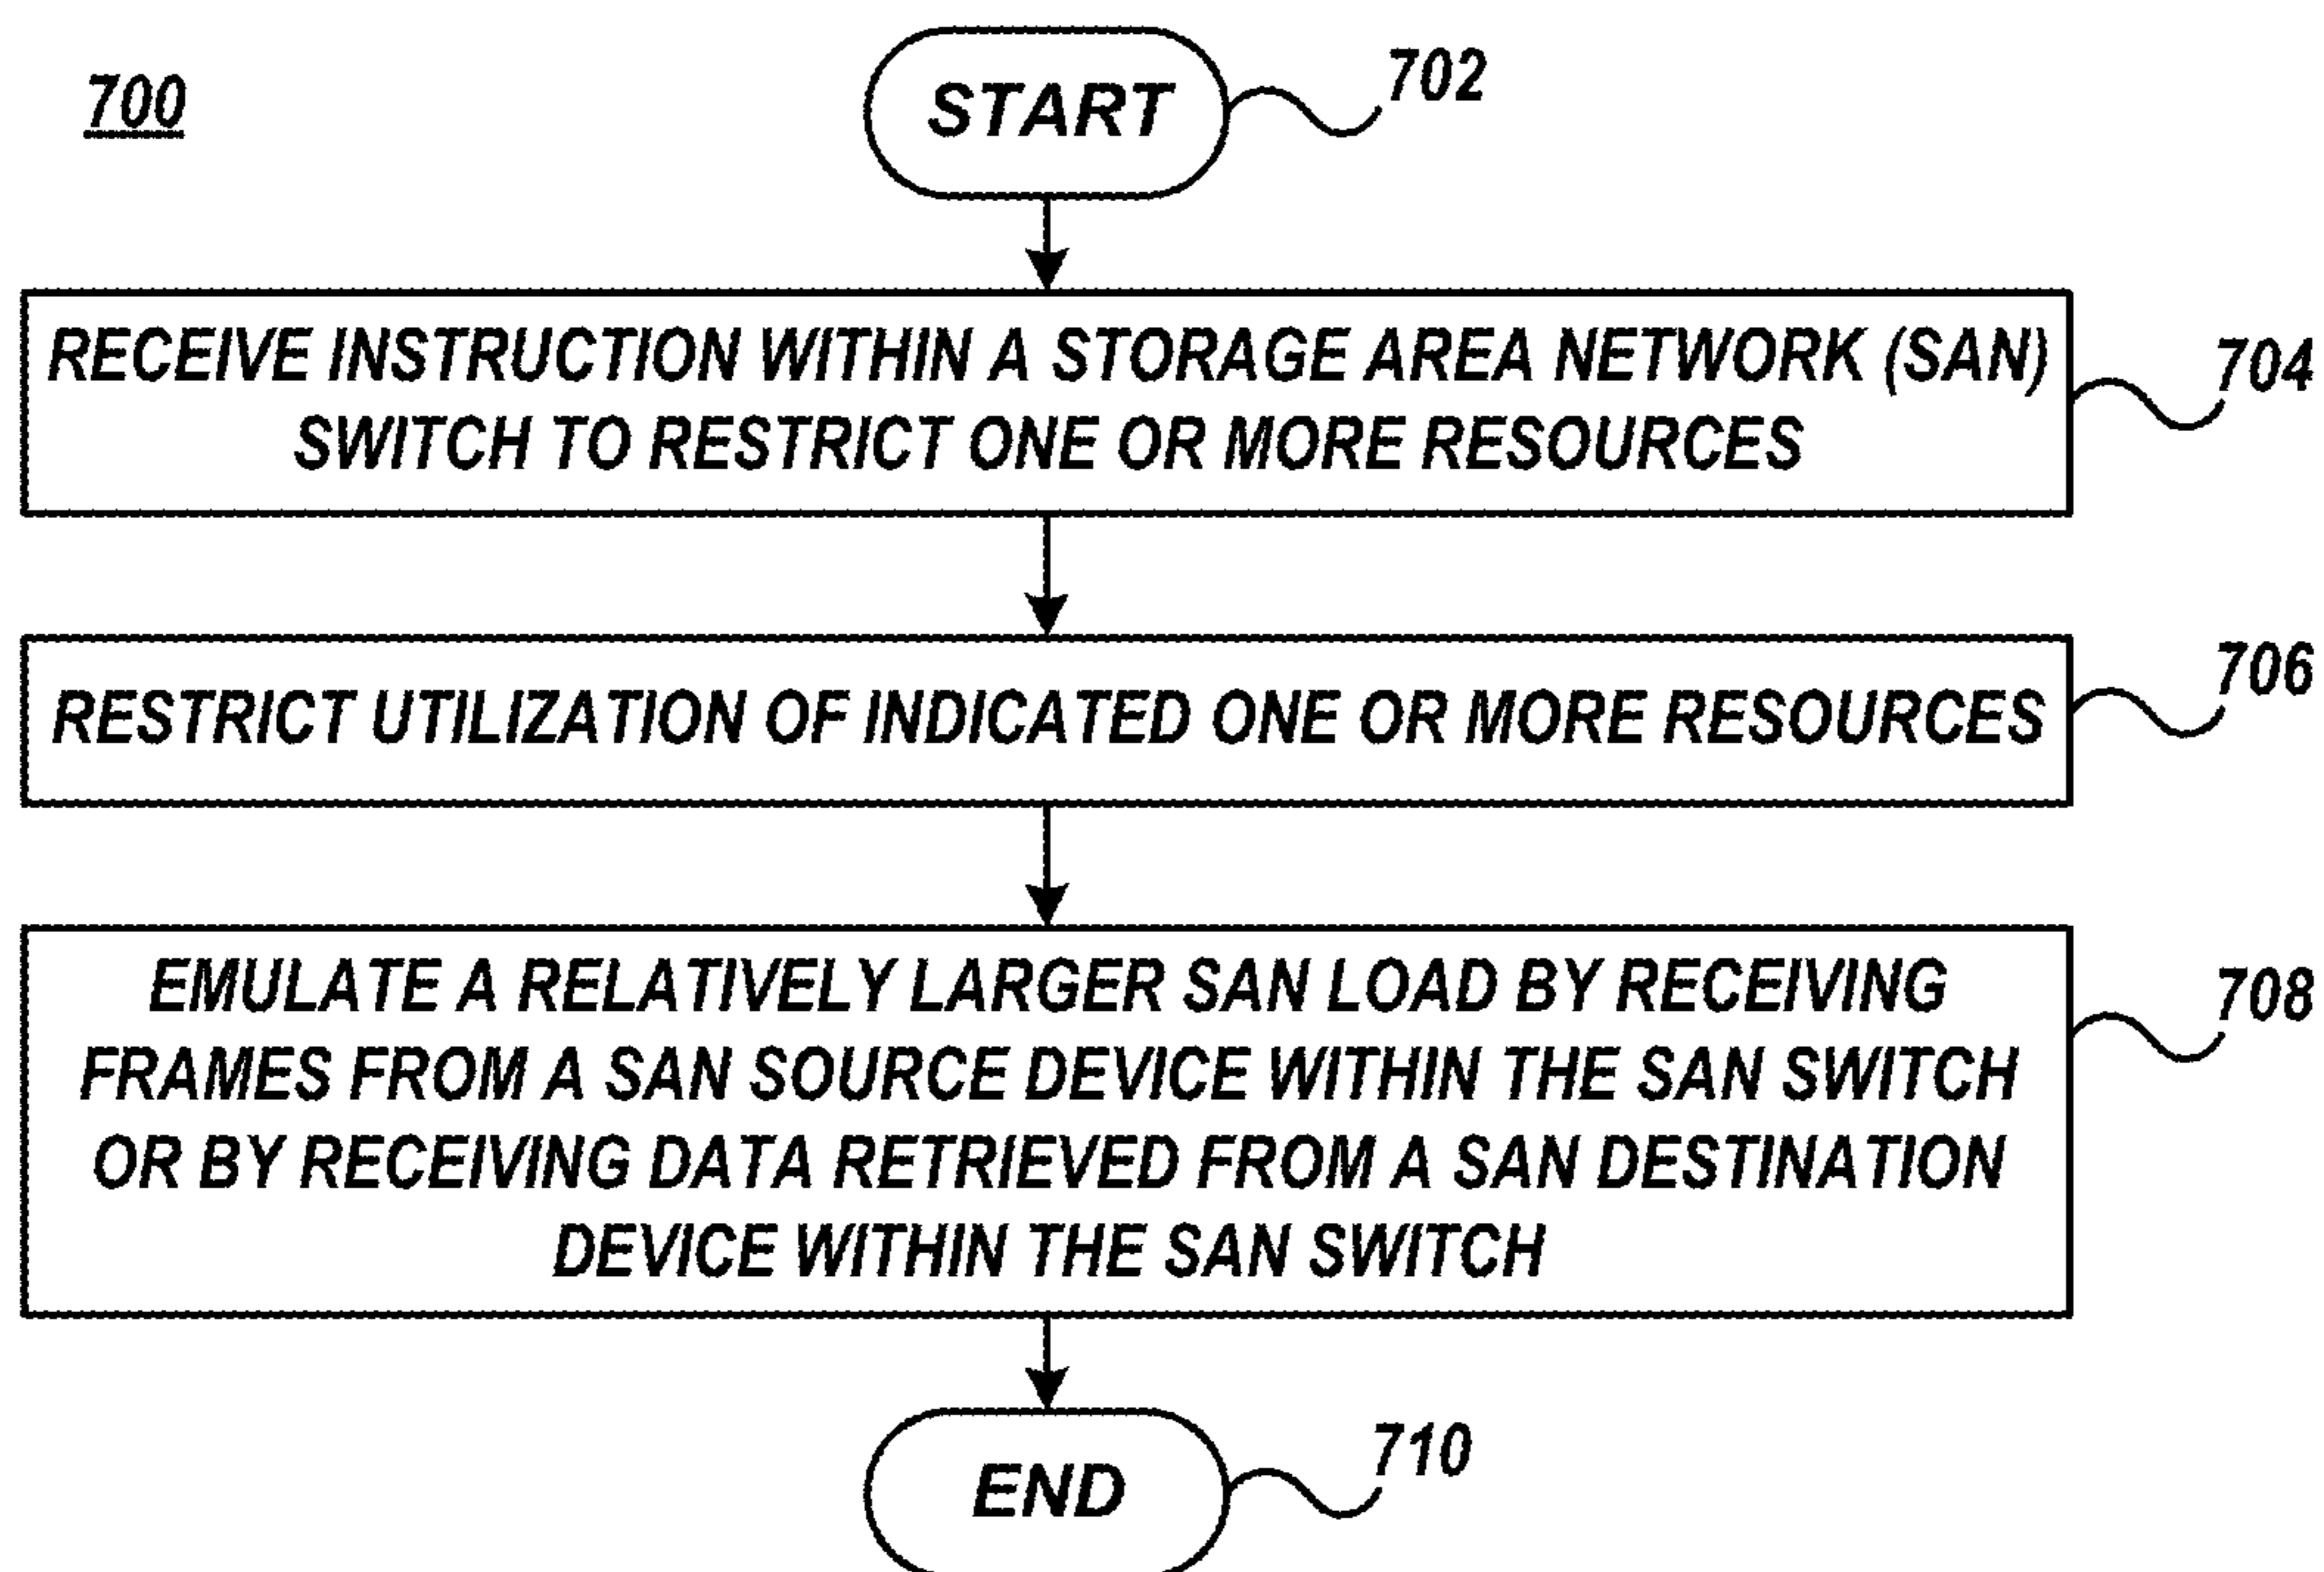 700
START
702
RECEIVE INSTRUCTION WITHIN A STORAGE AREA NETWORK (SAN)
SWITCH TO RESTRICT ONE OR MORE RESOURCES
704
RESTRICT UTILIZATION OF INDICATED ONE OR MORE RESOURCES
706
EMULATE A RELATIVELY LARGER SAN LOAD BY RECEIVING
FRAMES FROM A SAN SOURCE DEVICE WITHIN THE SAN SWITCH
OR BY RECEIVING DATA RETRIEVED FROM A SAN DESTINATION
DEVICE WITHIN THE SAN SWITCH
708
END
710